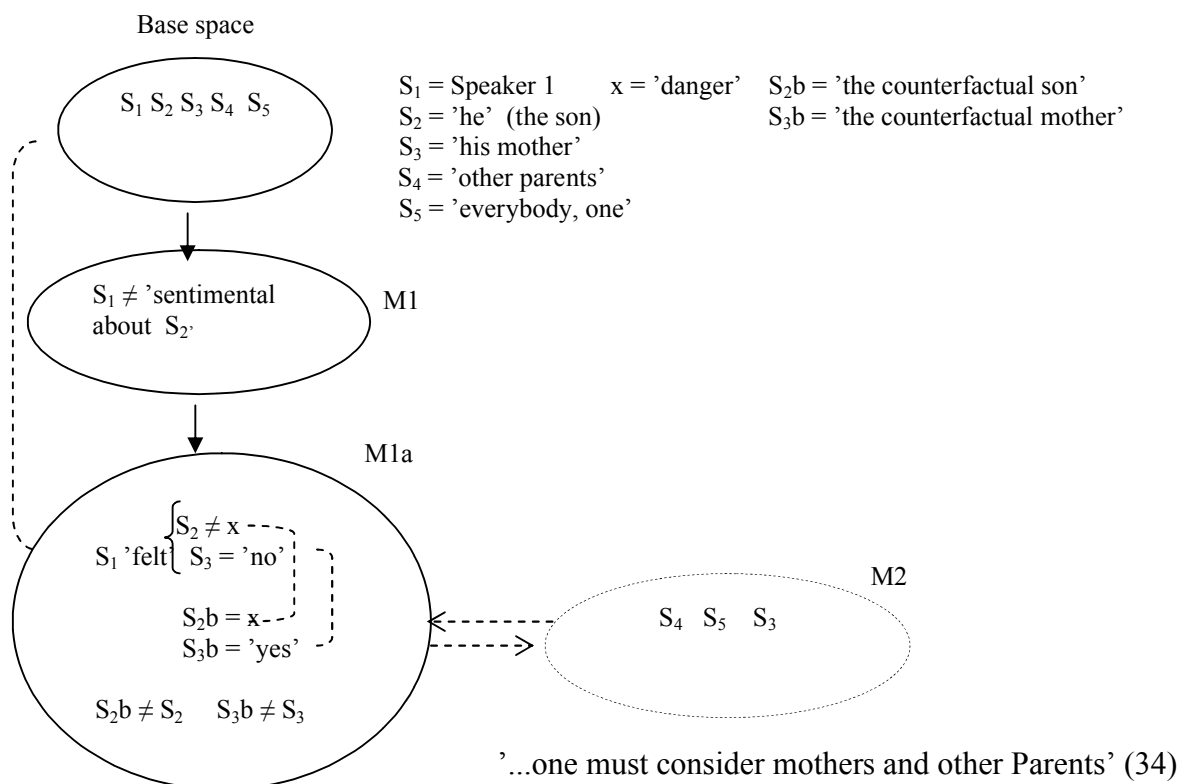 Base space
S₁ S₂ S₃ S₄ S₅
S₁ = Speaker 1 x = ’danger’ S₂b = ’the counterfactual son’
S₂ = ’he’ (the son) S₃b = ’the counterfactual mother’
S₃ = ’his mother’
S₄ = ’other parents’
S₅ = ’everybody, one’
S₁ ≠ ’sentimental
about S₂’
M1
M1a
S₂ ≠ x
S₁ ’felt’ S₃ = ’no’
S₂b = x
S₃b = ’yes’
S₂b ≠ S₂ S₃b ≠ S₃
M2
S₄ S₅ S₃
’...one must consider mothers and other Parents’ (34)